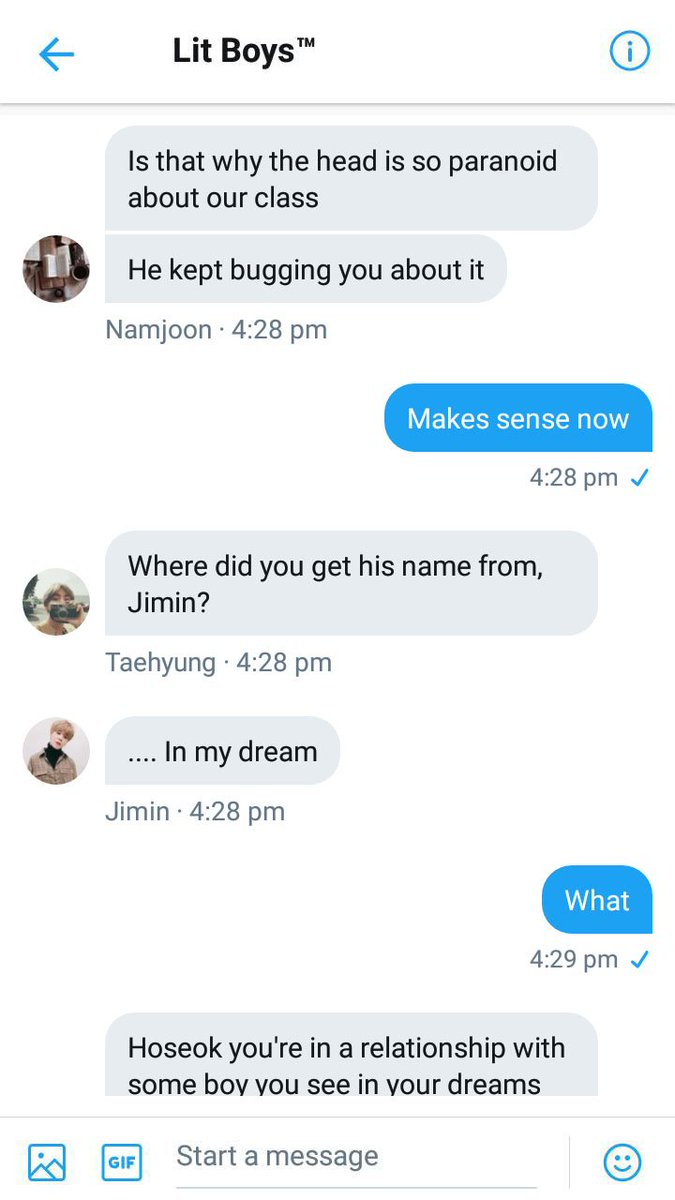 Lit Boys™
Is that why the head is so paranoid
about our class
He kept bugging you about it
Namjoon · 4:28 pm
Makes sense now
4:28 pm
Where did you get his name from,
Jimin?
Taehyung · 4:28 pm
.... In my dream
Jimin · 4:28 pm
What
4:29 pm
Hoseok you're in a relationship with
some boy you see in your dreams
GIF
Start a message